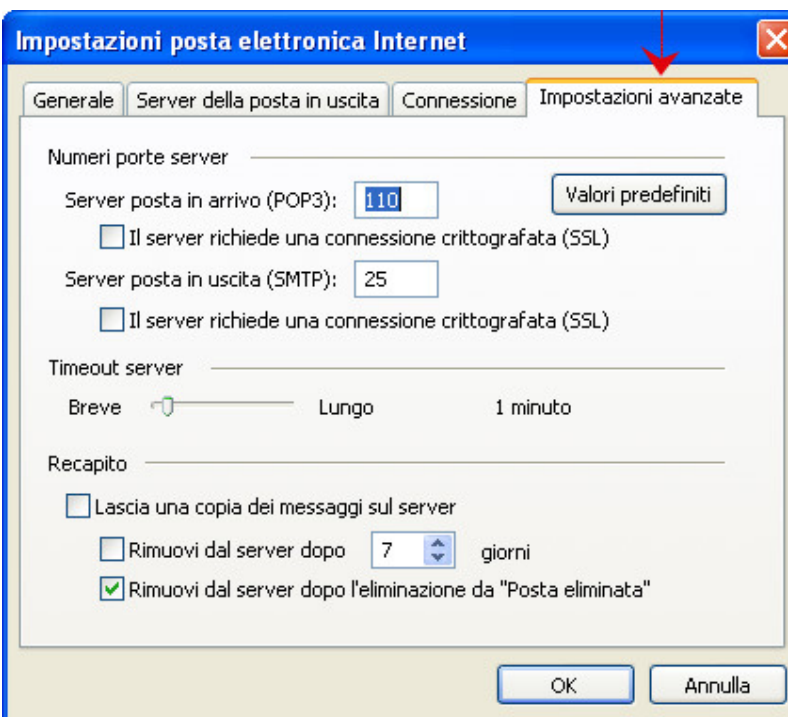 Impostazioni posta elettronica Internet
Generale Server della posta in uscita Connessione Impostazioni avanzate
Numeri porte server
Server posta in arrivo (POP3): 110 Valori predefiniti
Il server richiede una connessione crittografata (SSL)
Server posta in uscita (SMTP): 25
Il server richiede una connessione crittografata (SSL)
Timeout server
Breve Lungo 1 minuto
Recapito
Lascia una copia dei messaggi sul server
Rimuovi dal server dopo 7 giorni
Rimuovi dal server dopo l'eliminazione da "Posta eliminata"
OK Annulla